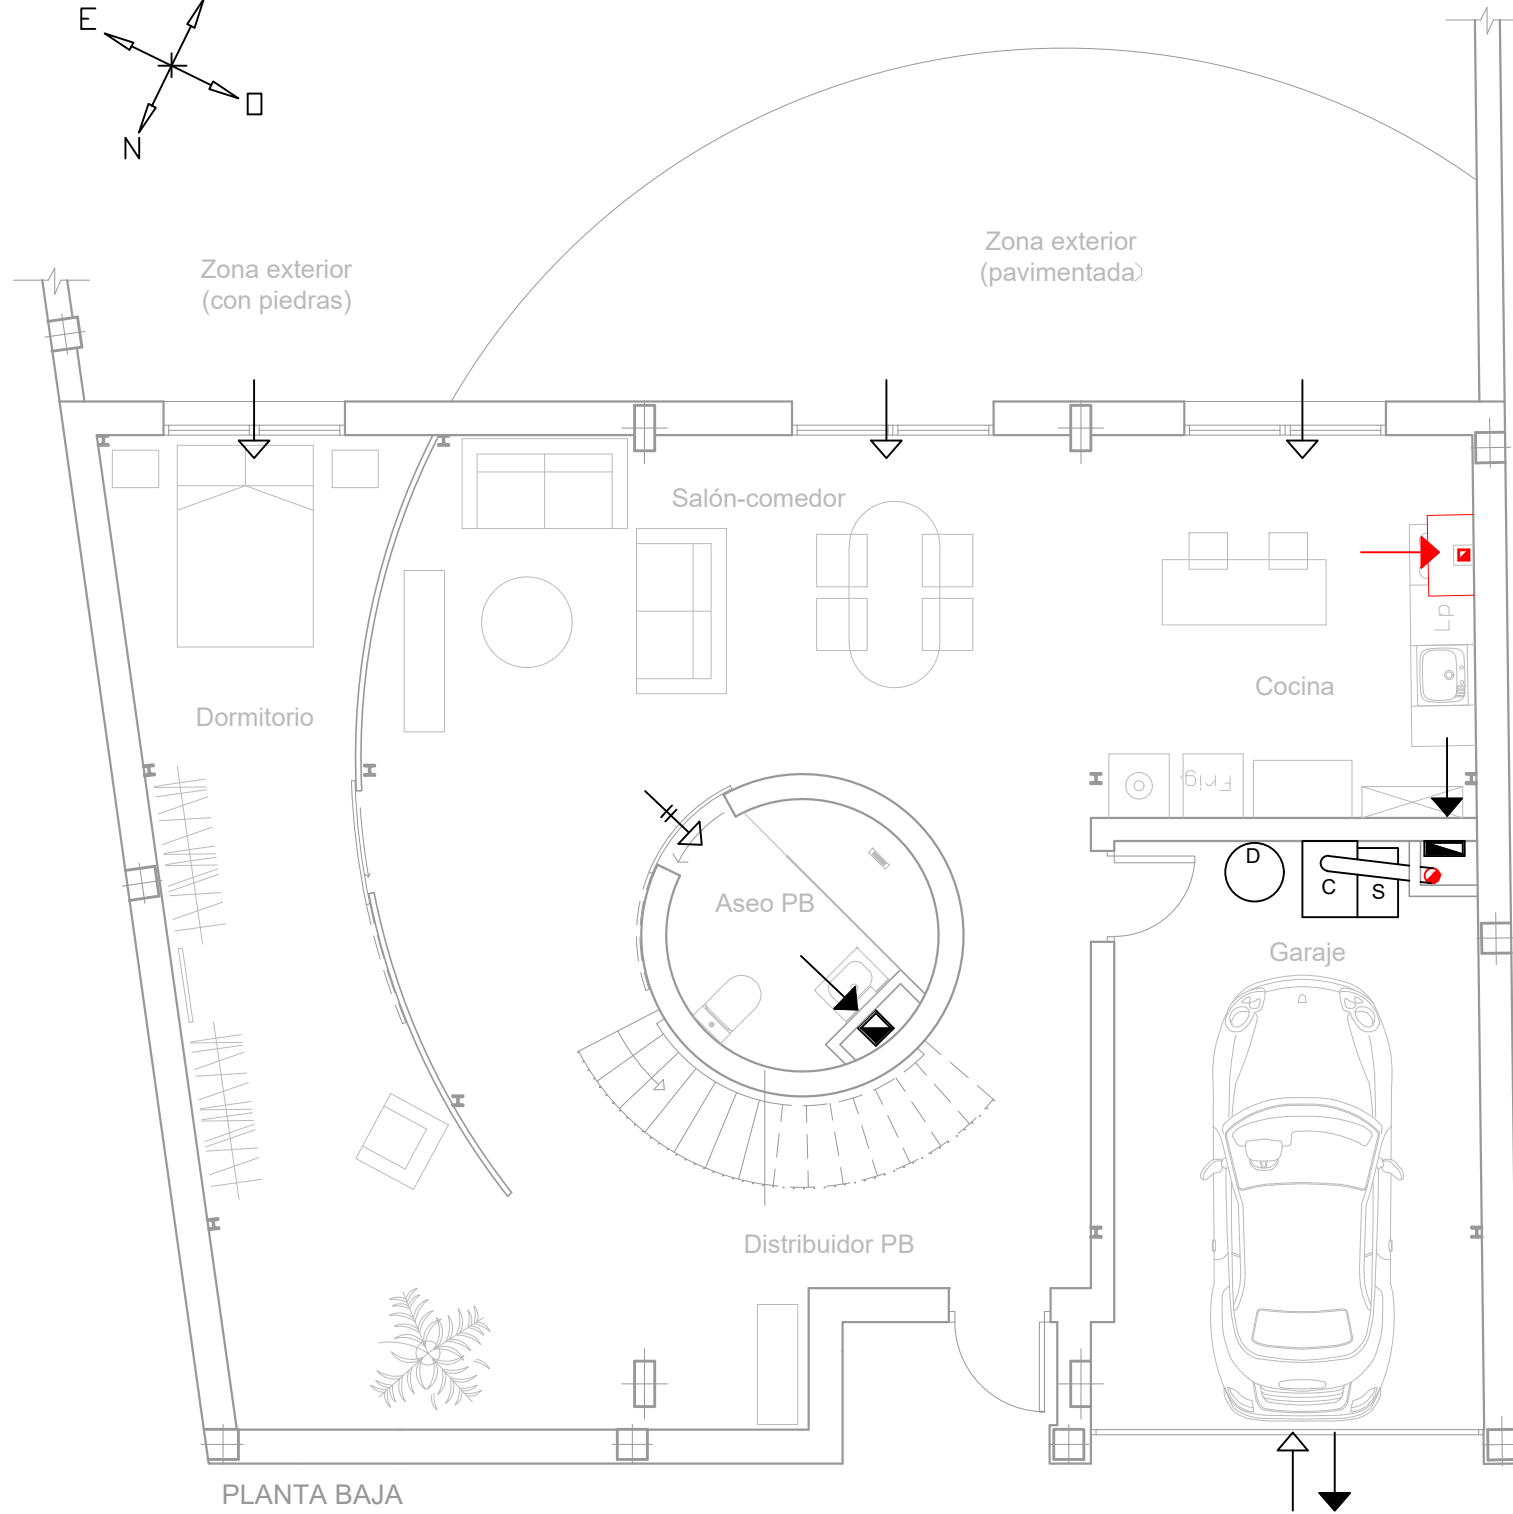 E
O
N
Zona exterior
(pavimentada)
Zona exterior
(con piedras)
Salón-comedor
Lp
Cocina
Dormitorio
Frig.
D
C
S
Aseo PB
Garaje
Distribuidor PB
PLANTA BAJA